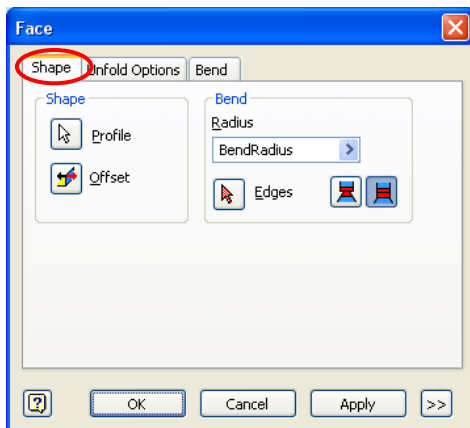 Face
Shape Unfold Options Bend
Shape
Profile
Offset
Bend
Radius
BendRadius
Edges
OK Cancel Apply >>